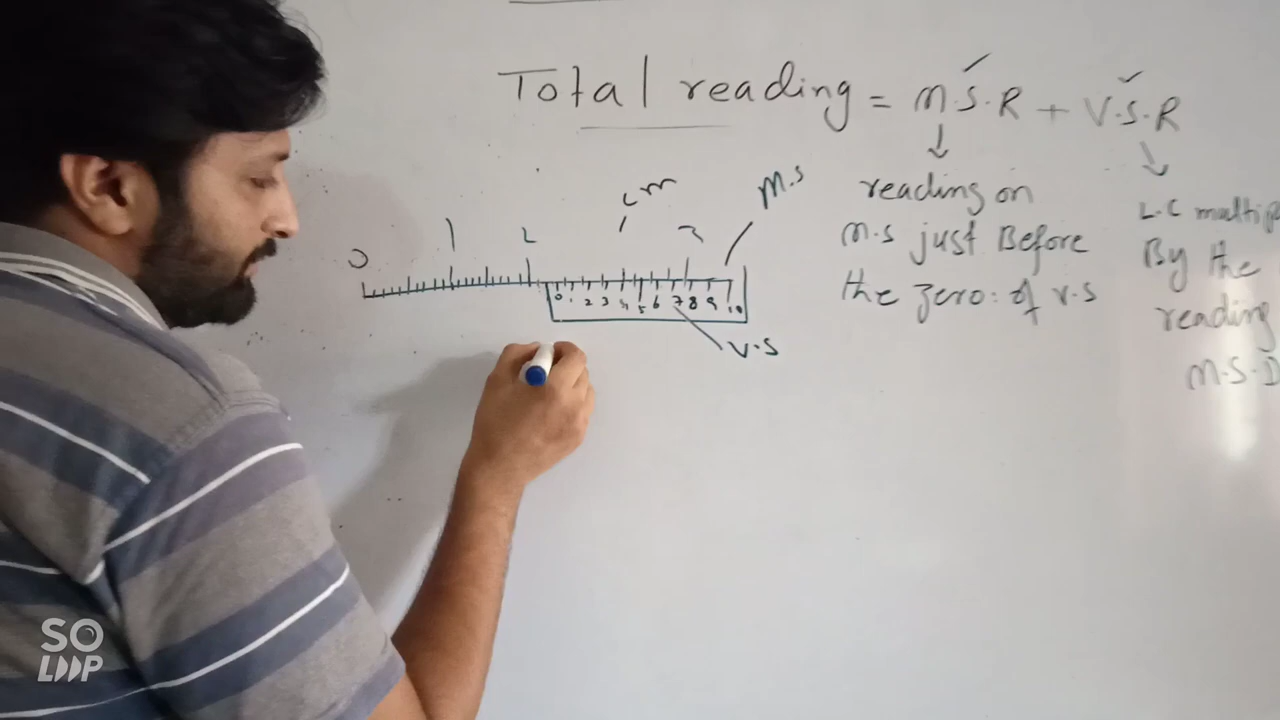 Total reading = M.S.R + V.S.R
reading on
M.S just Before
the zero: of V.S
L.C multip
By the
reading
M.S.D
cm
M.S
0 1 2 3
0 1 2 3 4 5 6 7 8 9 10
V.S
SO
LOOP